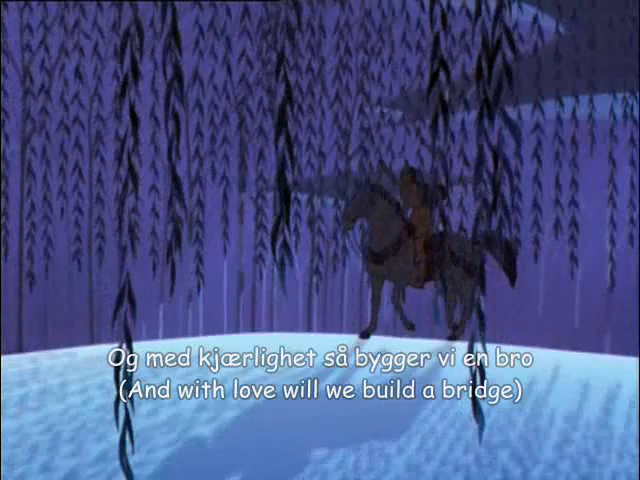 Og med kjærlighet så bygger vi en bro
(And with love will we build a bridge)